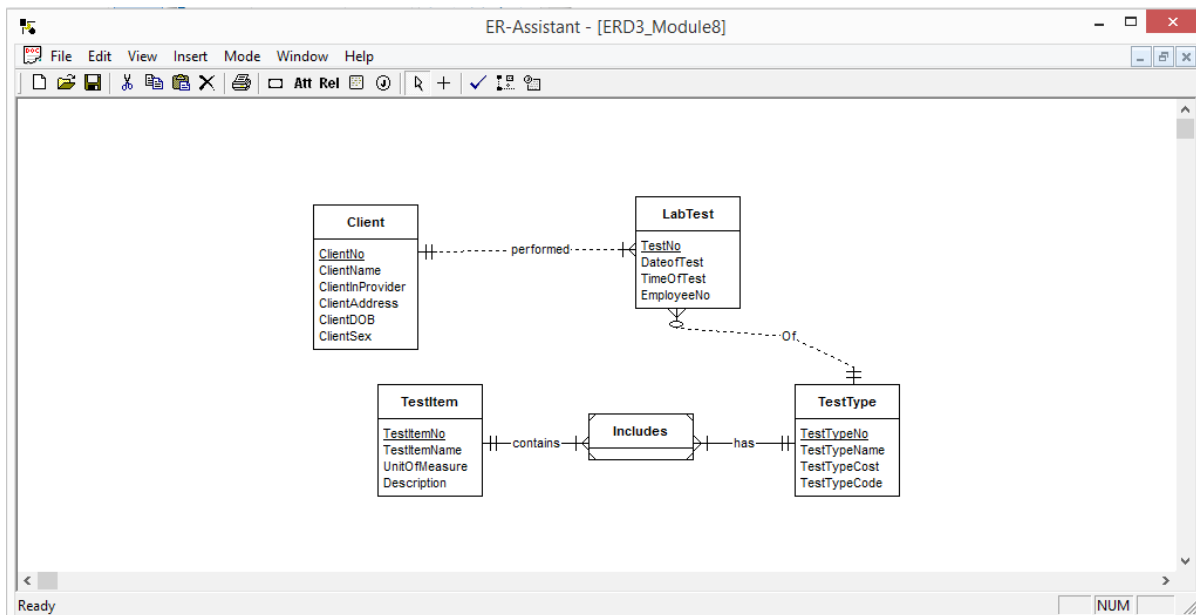 ER-Assistant - [ERD3_Module8]
DOC File Edit View Insert Mode Window Help
Att Rel J
Client
ClientNo
ClientName
ClientInProvider
ClientAddress
ClientDOB
ClientSex
performed
LabTest
TestNo
DateofTest
TimeOfTest
EmployeeNo
Of
TestItem
TestItemNo
TestItemName
UnitOfMeasure
Description
contains
Includes
has
TestType
TestTypeNo
TestTypeName
TestTypeCost
TestTypeCode
Ready NUM